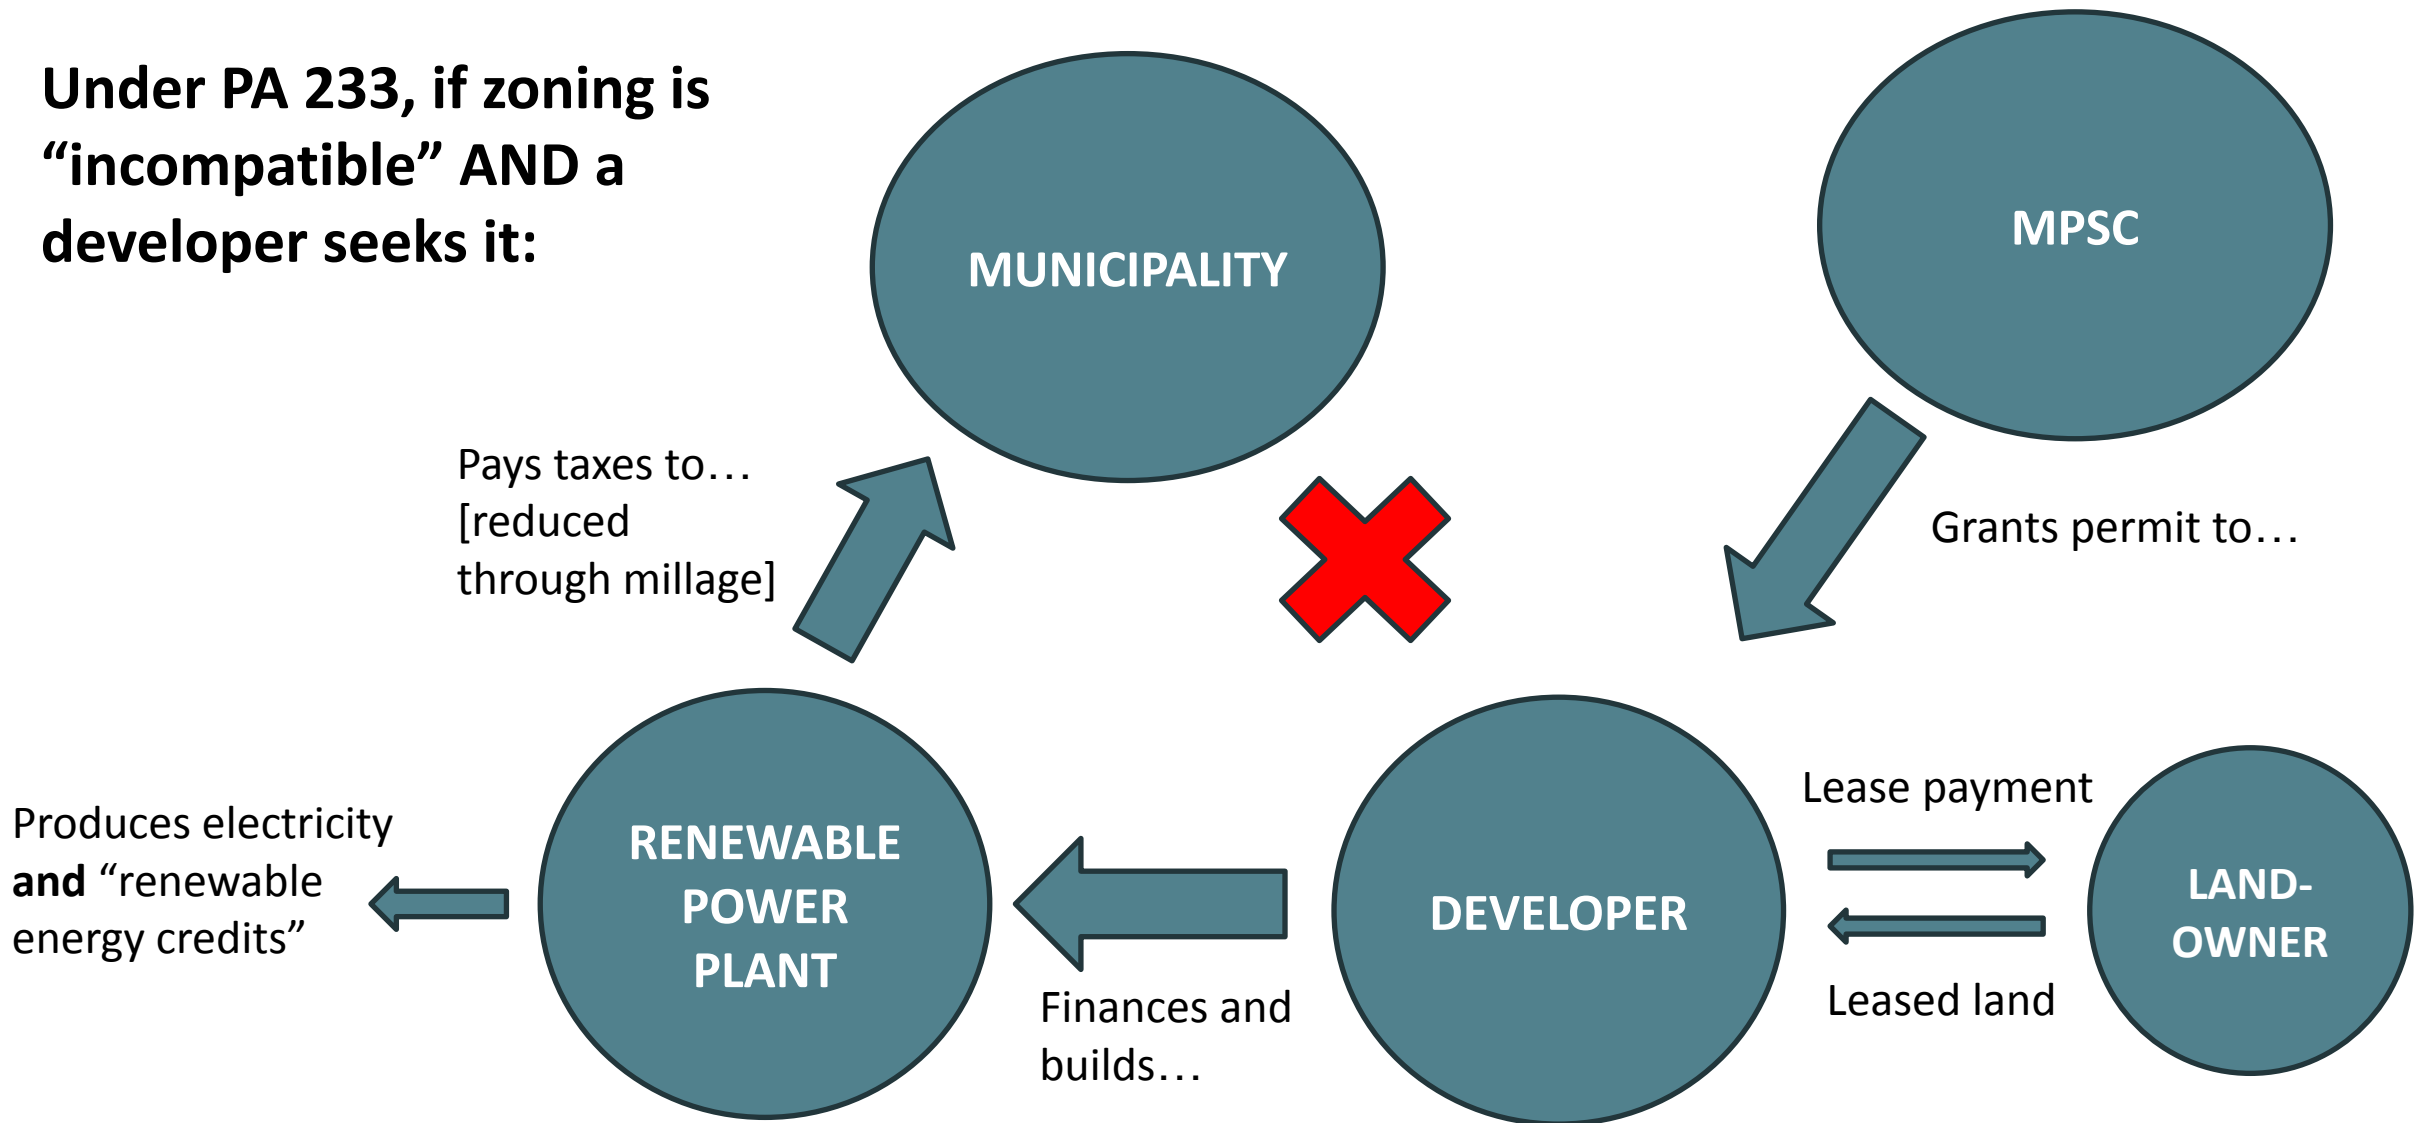 Under PA 233, if zoning is
“incompatible” AND a
developer seeks it:
MUNICIPALITY
MPSC
Pays taxes to…
[reduced
through millage]
Grants permit to…
Produces electricity
and “renewable
energy credits”
RENEWABLE
POWER
PLANT
Finances and
builds…
DEVELOPER
Lease payment
Leased land
LAND-
OWNER